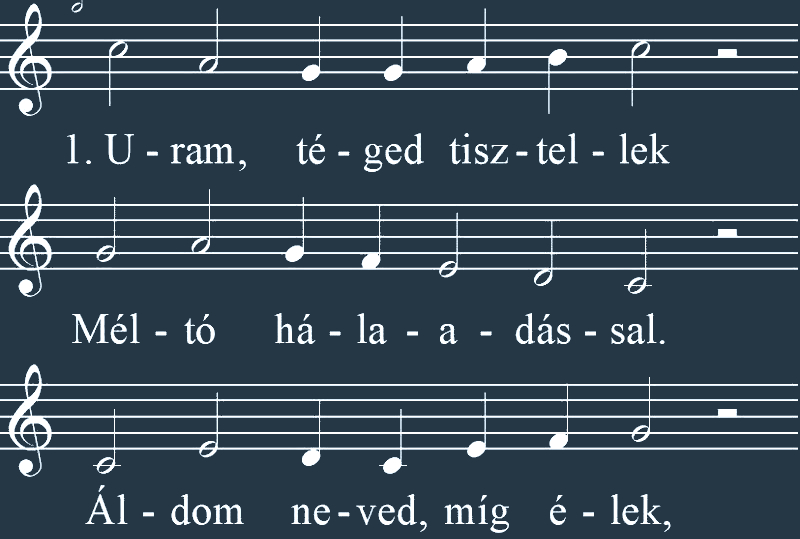 1. U - ram, té - ged tisz - tel - lek
Mél - tó há - la - a - dás - sal.
Ál - dom ne - ved, míg é - lek,